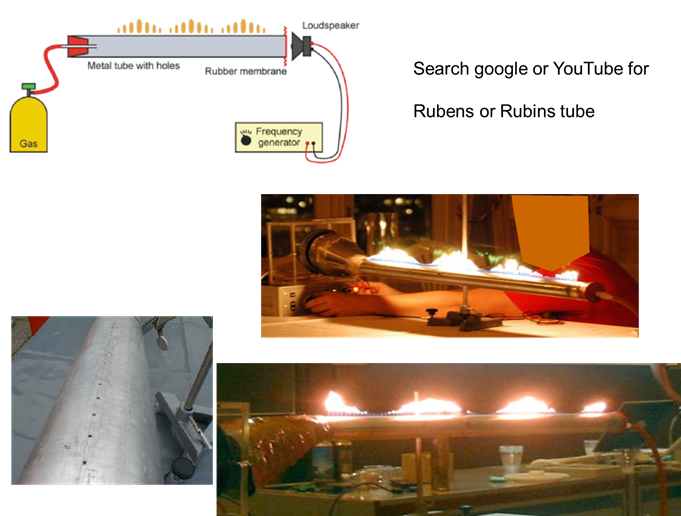 Loudspeaker
Metal tube with holes
Rubber membrane
Gas
Frequency
generator
Search google or YouTube for
Rubens or Rubins tube